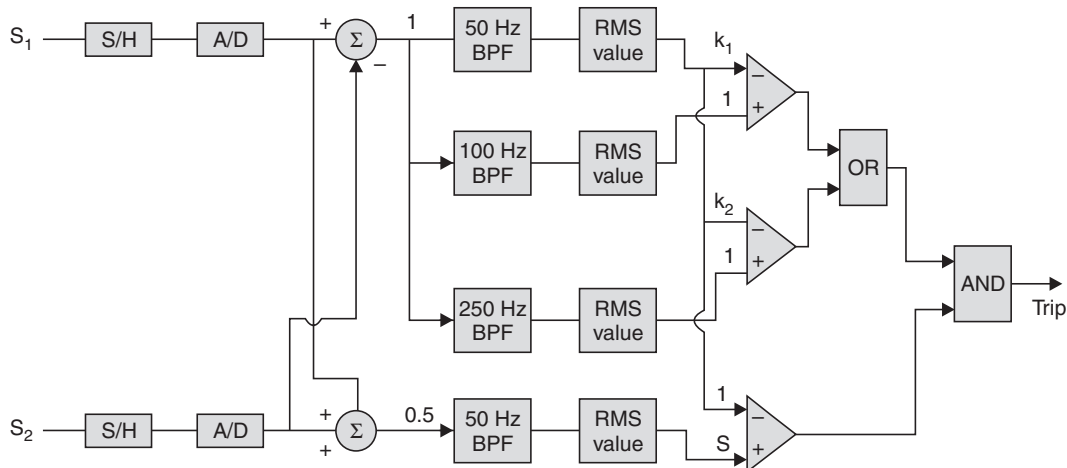 S₁
S/H
A/D
+
Σ
−
1
50 Hz
BPF
RMS
value
k₁
−
1
+
100 Hz
BPF
RMS
value
OR
k₂
−
1
+
AND
Trip
250 Hz
BPF
RMS
value
S₂
S/H
A/D
+
+
Σ
0.5
50 Hz
BPF
RMS
value
1
−
S
+